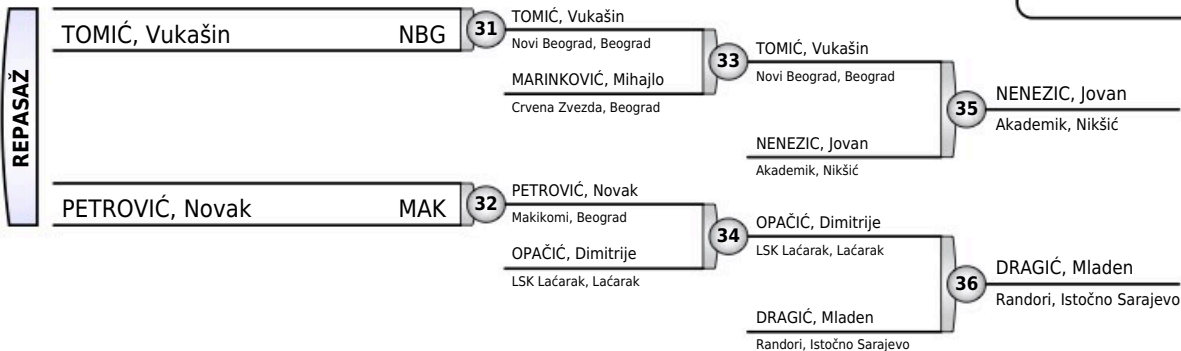 REPASAŽ
TOMIĆ, Vukašin NBG
31
TOMIĆ, Vukašin
Novi Beograd, Beograd
MARINKOVIĆ, Mihajlo
Crvena Zvezda, Beograd
33
TOMIĆ, Vukašin
Novi Beograd, Beograd
NENEZIC, Jovan
Akademik, Nikšić
35
NENEZIC, Jovan
Akademik, Nikšić
PETROVIĆ, Novak MAK
32
PETROVIĆ, Novak
Makikomi, Beograd
OPAČIĆ, Dimitrije
LSK Laćarak, Laćarak
34
OPAČIĆ, Dimitrije
LSK Laćarak, Laćarak
DRAGIĆ, Mladen
Randori, Istočno Sarajevo
36
DRAGIĆ, Mladen
Randori, Istočno Sarajevo